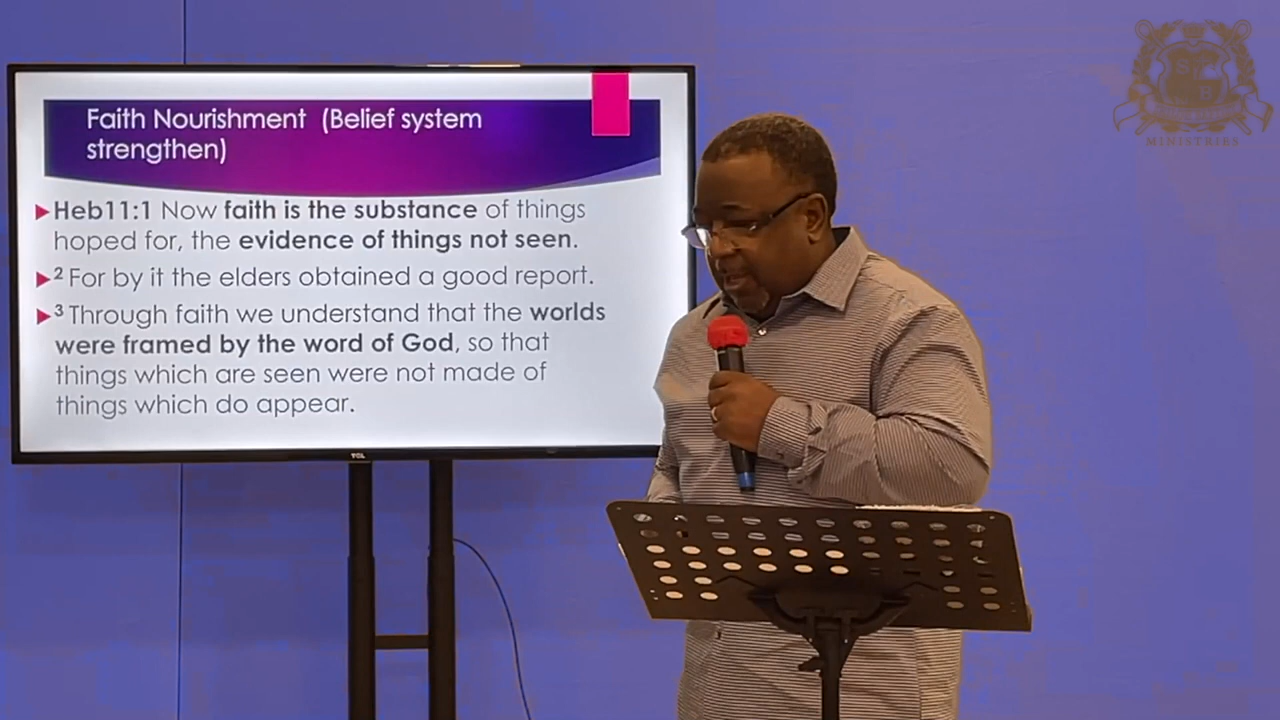 Faith Nourishment (Belief system
strengthen)
Heb11:1 Now faith is the substance of things
hoped for, the evidence of things not seen.
2 For by it the elders obtained a good report.
3 Through faith we understand that the worlds
were framed by the word of God, so that
things which are seen were not made of
things which do appear.
TCL
MINISTRIES